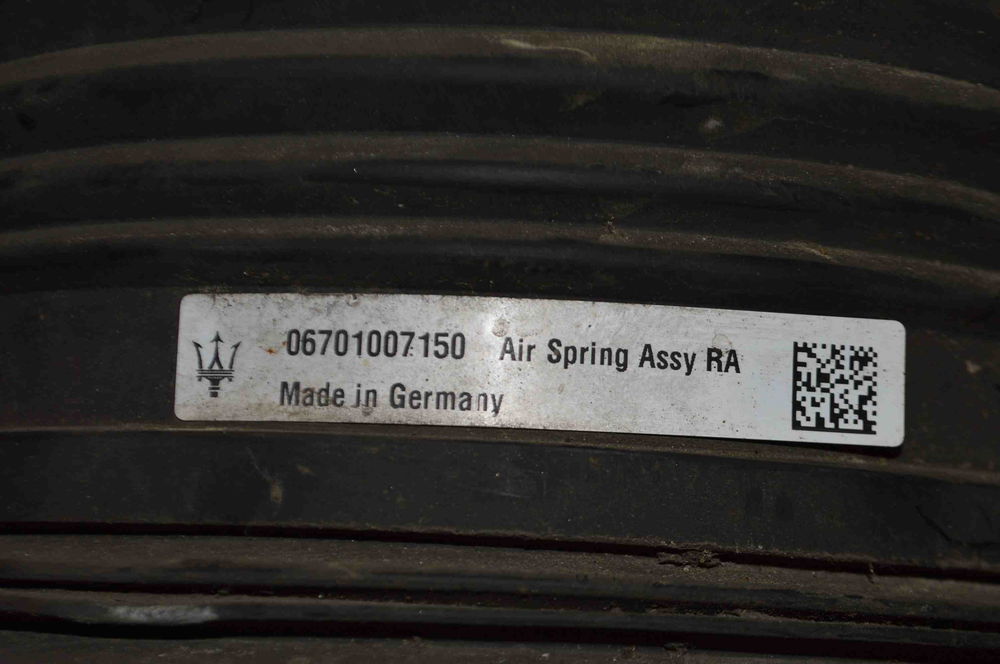 06701007150 Air Spring Assy RA
Made in Germany